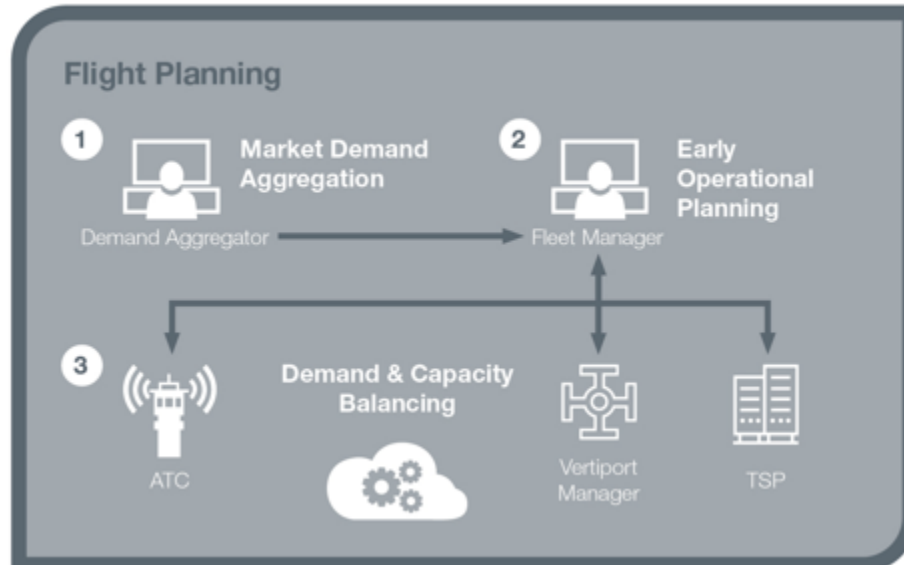 Flight Planning
1
Market Demand
Aggregation
Demand Aggregator
2
Early
Operational
Planning
Fleet Manager
3
ATC
Demand & Capacity
Balancing
Vertiport
Manager
TSP